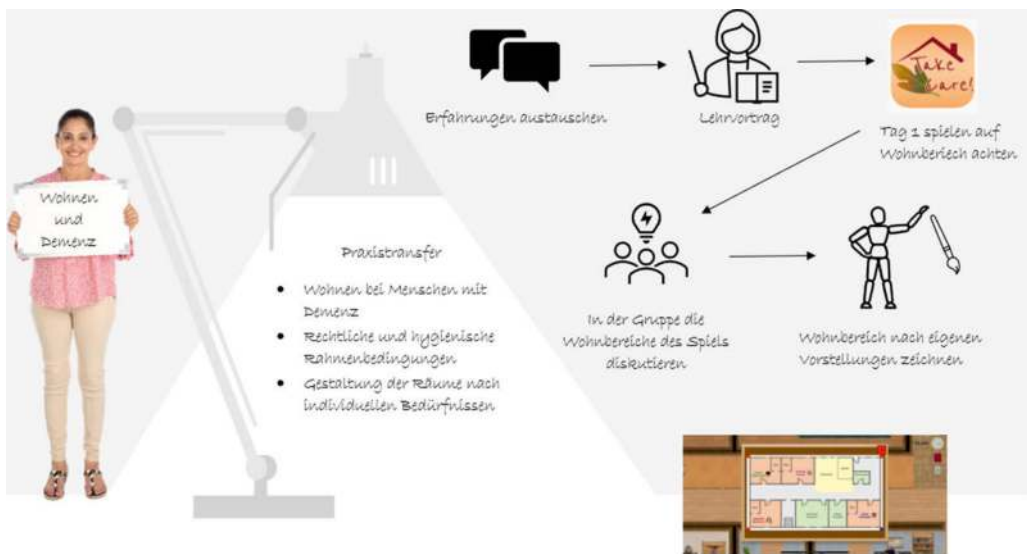 Wohnen
und
Demenz
Praxistransfer
Wohnen bei Menschen mit
Demenz
Rechtliche und hygienische
Rahmenbedingungen
Gestaltung der Räume nach
individuellen Bedürfnissen
Erfahrungen austauschen
Lehrvortrag
Take
Care!
Tag 1 spielen auf
Wohnberiech achten
In der Gruppe die
Wohnbereiche des Spiels
diskutieren
Wohnbereich nach eigenen
Vorstellungen zeichnen